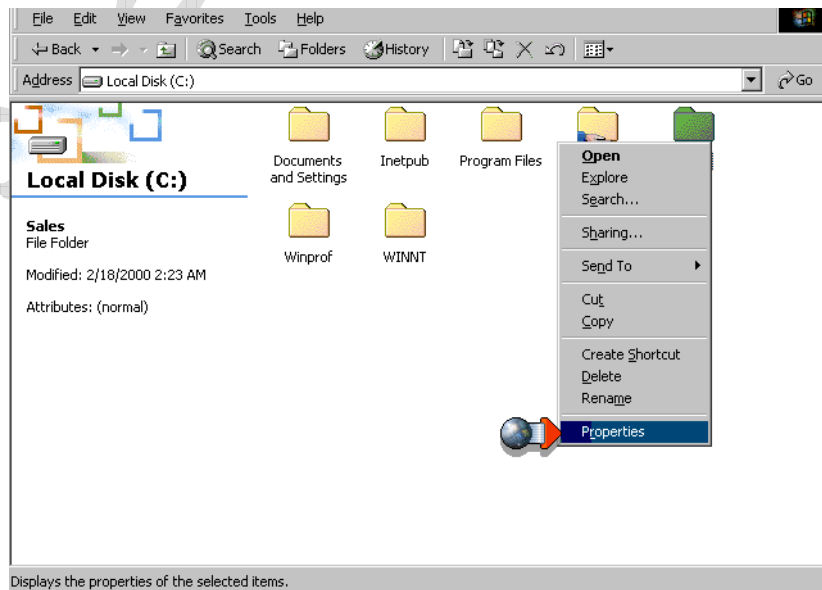 File Edit View Favorites Tools Help
Back Search Folders History
Address Local Disk (C:) Go
Local Disk (C:)
Sales
File Folder
Modified: 2/18/2000 2:23 AM
Attributes: (normal)
Documents and Settings
Inetpub
Program Files
Winprof
WINNT
Open
Explore
Search...
Sharing...
Send To
Cut
Copy
Create Shortcut
Delete
Rename
Properties
Displays the properties of the selected items.